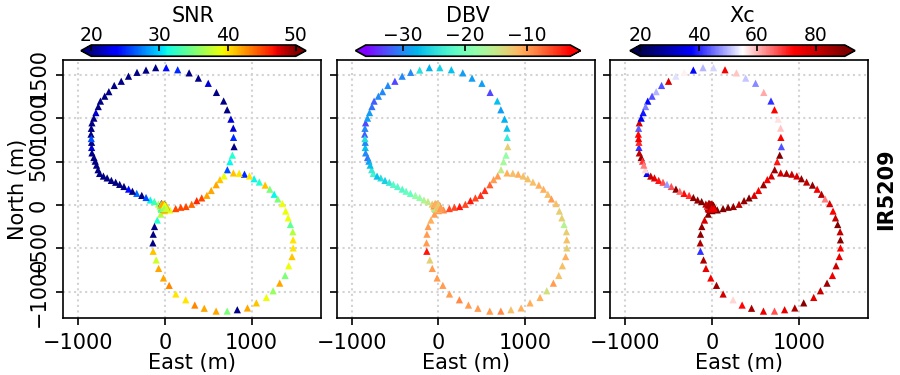 SNR
DBV
Xc
20 30 40 50
−30 −20 −10
20 40 60 80
North (m)
1500
1000
500
0
−500
−1000
−1000 0 1000
−1000 0 1000
−1000 0 1000
East (m)
East (m)
East (m)
IR5209